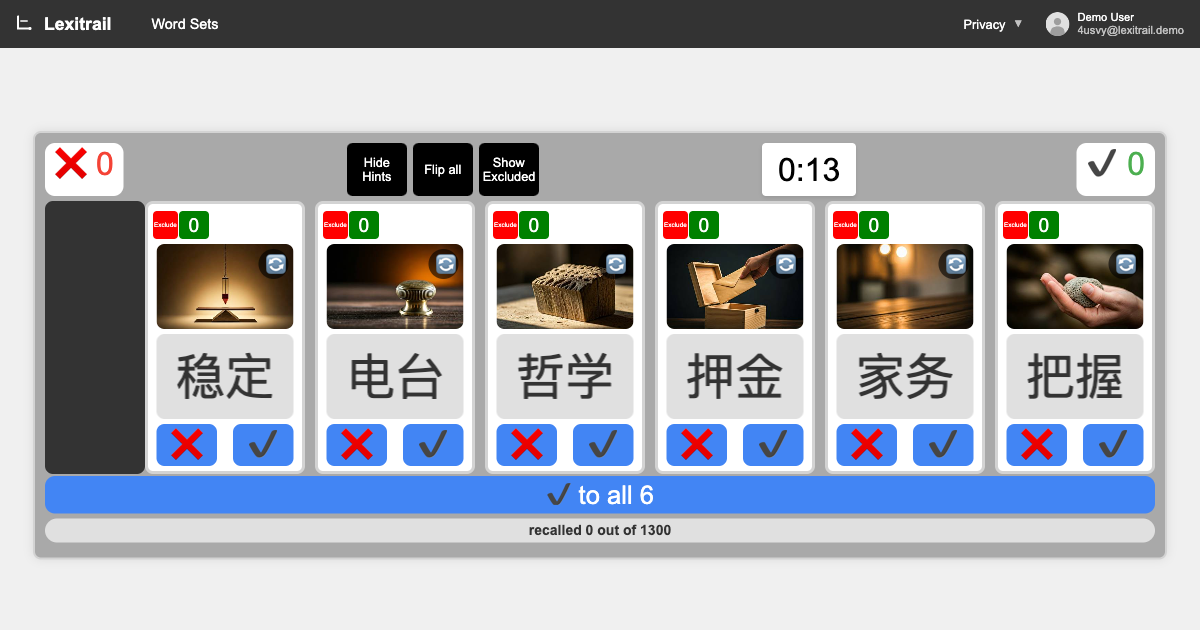 Lexitrail
Word Sets
Privacy ▼
Demo User
4usvy@lexitrail.demo
❌ 0
Hide Hints
Flip all
Show Excluded
0:13
✔ 0
Exclude 0
稳定
❌ ✔
Exclude 0
电台
❌ ✔
Exclude 0
哲学
❌ ✔
Exclude 0
押金
❌ ✔
Exclude 0
家务
❌ ✔
Exclude 0
把握
❌ ✔
✔ to all 6
recalled 0 out of 1300